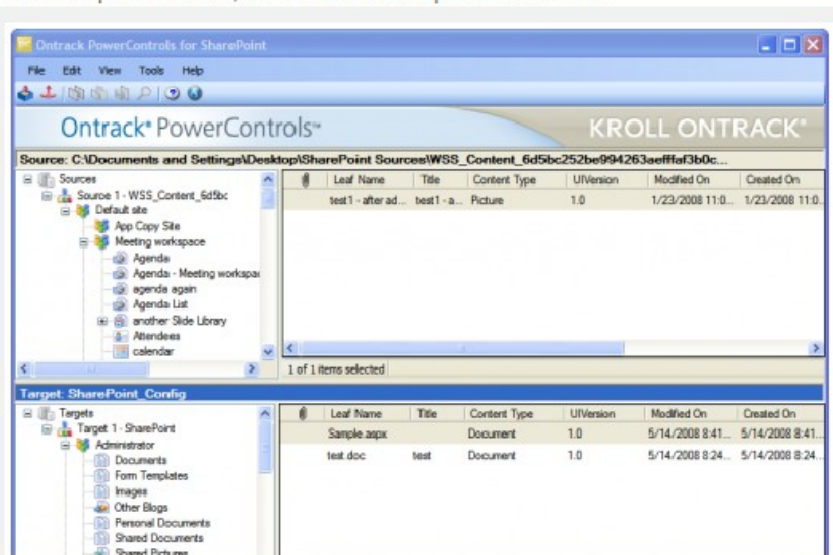 Ontrack PowerControls for SharePoint
File Edit View Tools Help
Ontrack® PowerControls™
KROLL ONTRACK®
Source: C:\Documents and Settings\Desktop\SharePoint Sources\WSS_Content_6d5bc252be994263aefffaf3b0c...
Sources
Source 1 - WSS_Content_6d5bc
Default site
App Copy Site
Meeting workspace
Agenda
Agenda - Meeting workspac
agenda again
Agenda List
another Slide Library
Attendees
calendar
Leaf Name Title Content Type UIVersion Modified On Created On
test1 - after ad... test1 - a... Picture 1.0 1/23/2008 11:0... 1/23/2008 11:0...
1 of 1 items selected
Target: SharePoint_Config
Targets
Target 1 - SharePoint
Administrator
Documents
Form Templates
Images
Other Blogs
Personal Documents
Shared Documents
Shared Pictures
Leaf Name Title Content Type UIVersion Modified On Created On
Sample.aspx Document 1.0 5/14/2008 8:41... 5/14/2008 8:41...
test.doc test Document 1.0 5/14/2008 8:24... 5/14/2008 8:24...